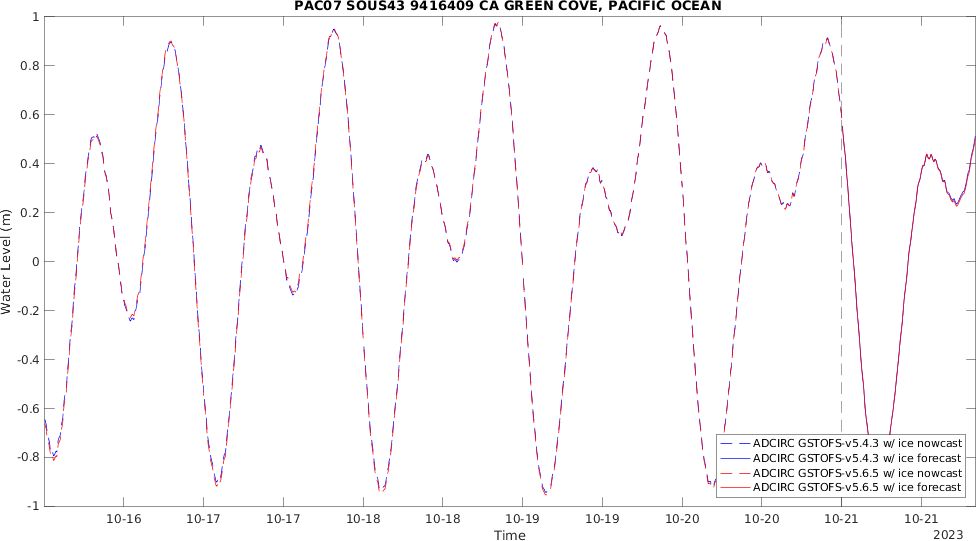 PAC07 SOUS43 9416409 CA GREEN COVE, PACIFIC OCEAN
Water Level (m)
1
0.8
0.6
0.4
0.2
0
-0.2
-0.4
-0.6
-0.8
-1
ADCIRC GSTOFS-v5.4.3 w/ ice nowcast
ADCIRC GSTOFS-v5.4.3 w/ ice forecast
ADCIRC GSTOFS-v5.6.5 w/ ice nowcast
ADCIRC GSTOFS-v5.6.5 w/ ice forecast
10-16 10-17 10-17 10-18 10-18 10-19 10-19 10-20 10-20 10-21 10-21
Time
2023